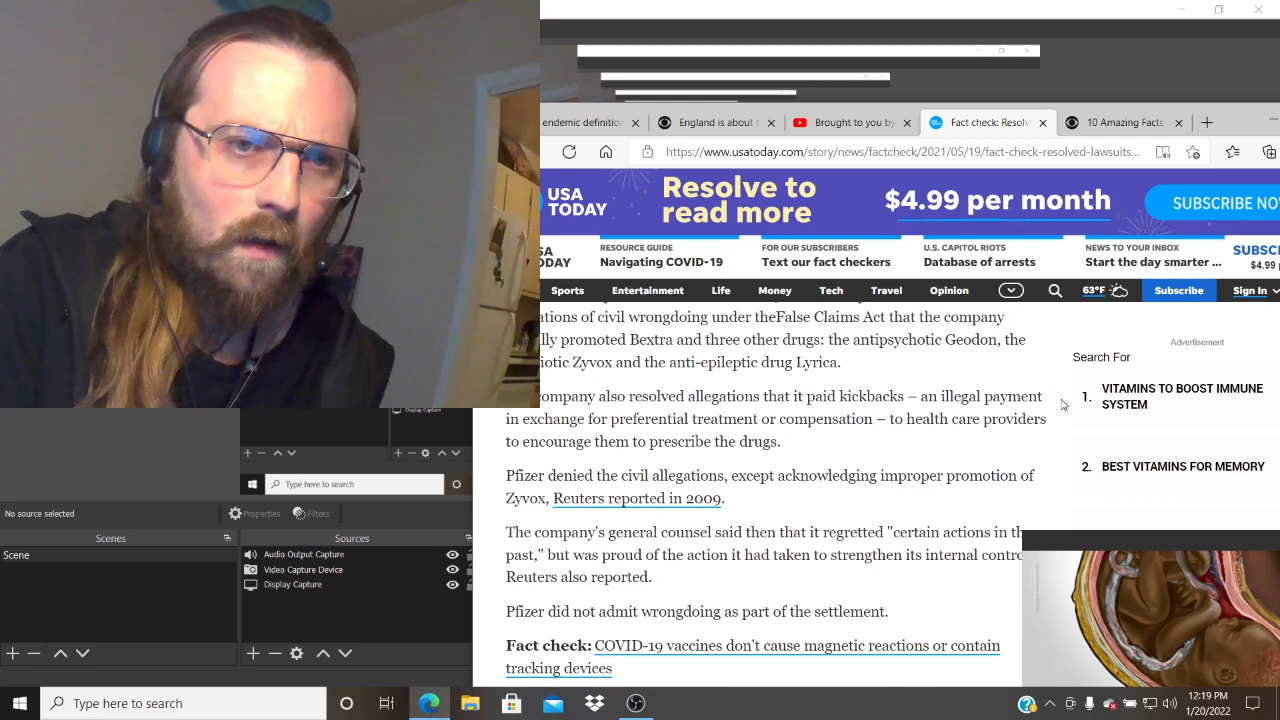 endemic definition
England is about t
Brought to you by
Fact check: Resolv
10 Amazing Facts
https://www.usatoday.com/story/news/factcheck/2021/05/19/fact-check-resolved-lawsuits...
USA
TODAY
Resolve to
read more
$4.99 per month
SUBSCRIBE NO
SA
TODAY
RESOURCE GUIDE
Navigating COVID-19
FOR OUR SUBSCRIBERS
Text our fact checkers
U.S. CAPITOL RIOTS
Database of arrests
NEWS TO YOUR INBOX
Start the day smarter ...
SUBSC
$4.99 p
Sports
Entertainment
Life
Money
Tech
Travel
Opinion
63°F
Subscribe
Sign In
ations of civil wrongdoing under theFalse Claims Act that the company
lly promoted Bextra and three other drugs: the antipsychotic Geodon, the
iotic Zyvox and the anti-epileptic drug Lyrica.
company also resolved allegations that it paid kickbacks – an illegal payment
in exchange for preferential treatment or compensation – to health care providers
to encourage them to prescribe the drugs.
Pfizer denied the civil allegations, except acknowledging improper promotion of
Zyvox, Reuters reported in 2009.
The company's general counsel said then that it regretted "certain actions in th
past," but was proud of the action it had taken to strengthen its internal contro
Reuters also reported.
Pfizer did not admit wrongdoing as part of the settlement.
Fact check: COVID-19 vaccines don't cause magnetic reactions or contain
tracking devices
Advertisement
Search For
1. VITAMINS TO BOOST IMMUNE
SYSTEM
2. BEST VITAMINS FOR MEMORY
Display Capture
Type here to search
No source selected
Properties
Filters
Scenes
Sources
Scene
Audio Output Capture
Video Capture Device
Display Capture
Type here to search
12:19 PM
1/20/2022